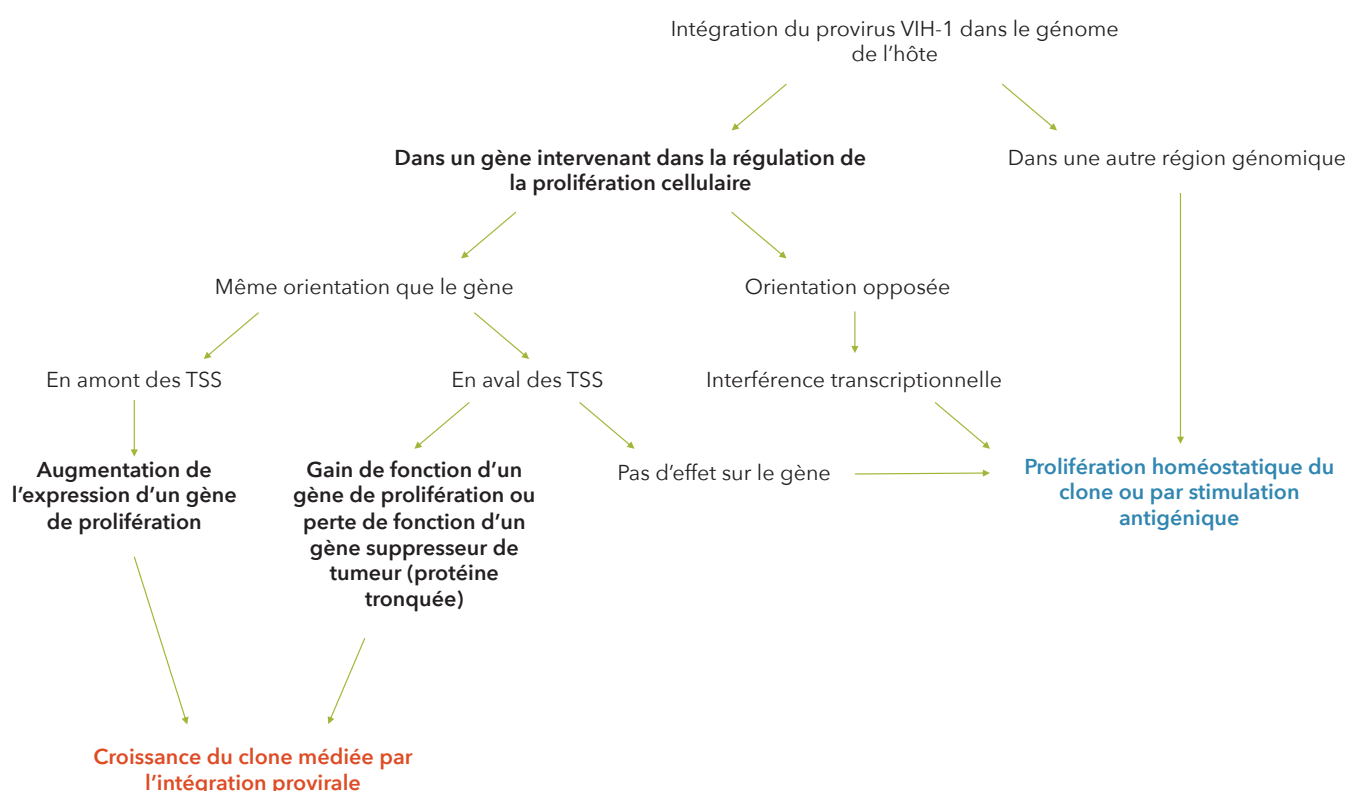 Intégration du provirus VIH-1 dans le génome
de l'hôte
Dans un gène intervenant dans la régulation de
la prolifération cellulaire
Dans une autre région génomique
Même orientation que le gène
Orientation opposée
En amont des TSS
En aval des TSS
Interférence transcriptionnelle
Augmentation de
l'expression d'un gène
de prolifération
Gain de fonction d'un
gène de prolifération ou
perte de fonction d'un
gène suppresseur de
tumeur (protéine
tronquée)
Pas d'effet sur le gène
Prolifération homéostatique du
clone ou par stimulation
antigénique
Croissance du clone médiée par
l'intégration provirale